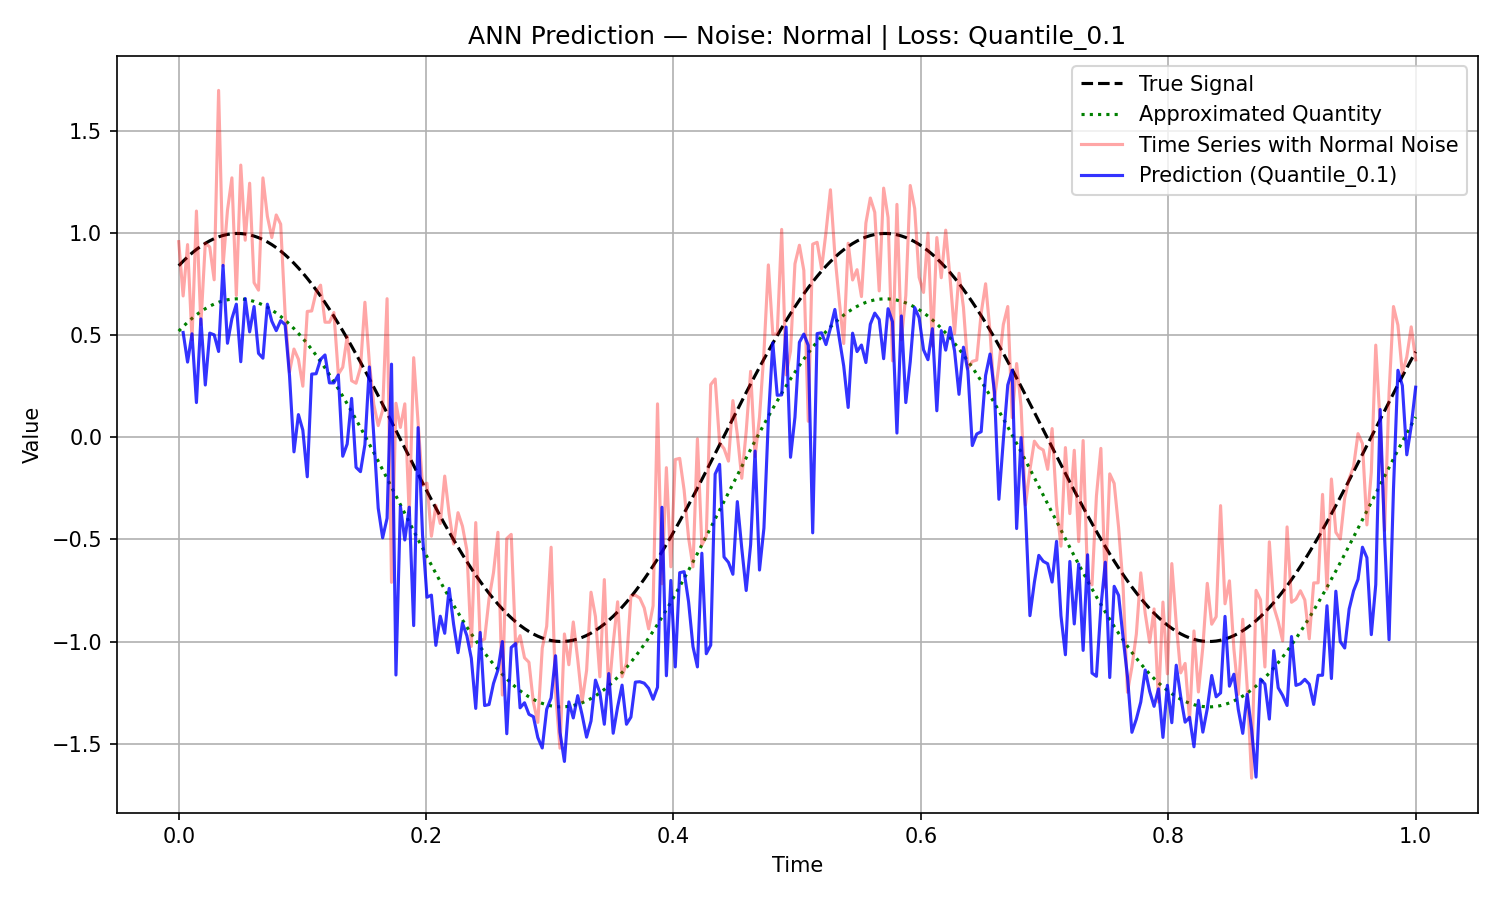 ANN Prediction — Noise: Normal | Loss: Quantile_0.1
True Signal
Approximated Quantity
Time Series with Normal Noise
Prediction (Quantile_0.1)
Value
1.5
1.0
0.5
0.0
−0.5
−1.0
−1.5
0.0 0.2 0.4 0.6 0.8 1.0
Time